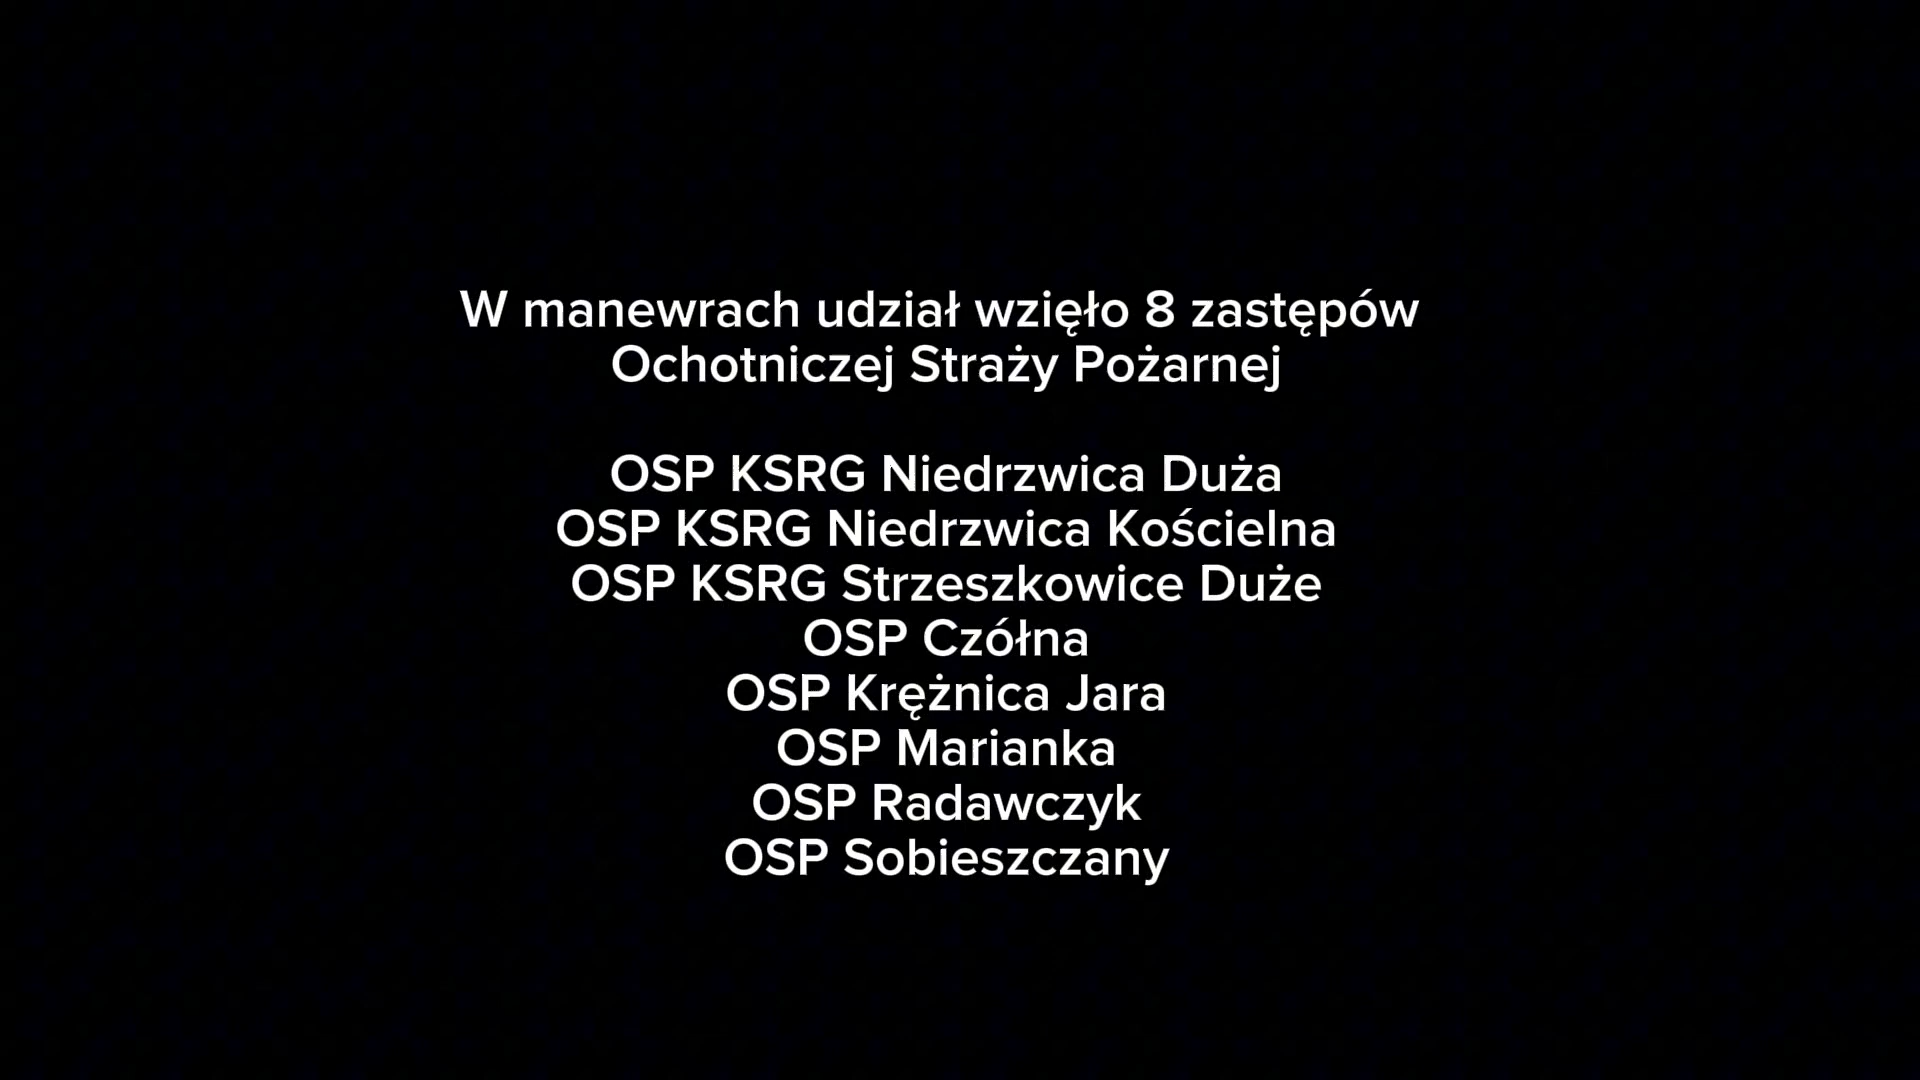 W manewrach udział wzięło 8 zastępów
Ochotniczej Straży Pożarnej
OSP KSRG Niedrzwica Duża
OSP KSRG Niedrzwica Kościelna
OSP KSRG Strzeszkowice Duże
OSP Czółna
OSP Krężnica Jara
OSP Marianka
OSP Radawczyk
OSP Sobieszczany